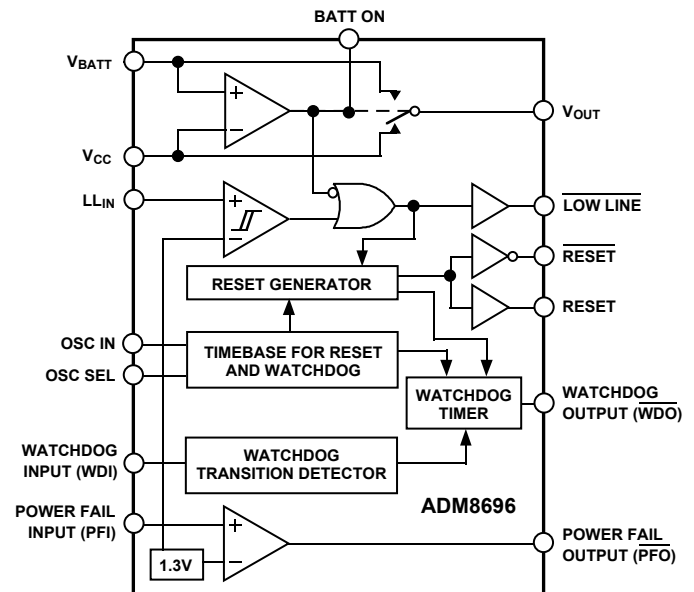 BATT ON
VBATT
VOUT
VCC
LLIN
LOW LINE
RESET
RESET GENERATOR
RESET
OSC IN
TIMEBASE FOR RESET
AND WATCHDOG
OSC SEL
WATCHDOG
TIMER
WATCHDOG
OUTPUT (WDO)
WATCHDOG
INPUT (WDI)
WATCHDOG
TRANSITION DETECTOR
ADM8696
POWER FAIL
INPUT (PFI)
1.3V
POWER FAIL
OUTPUT (PFO)